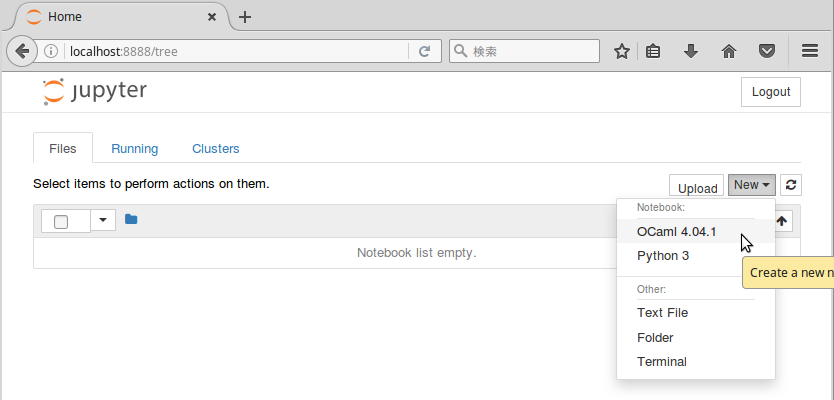 Home
localhost:8888/tree
検索
jupyter
Logout
Files Running Clusters
Select items to perform actions on them.
Upload New
Notebook list empty.
Notebook:
OCaml 4.04.1
Python 3
Create a new n
Other:
Text File
Folder
Terminal